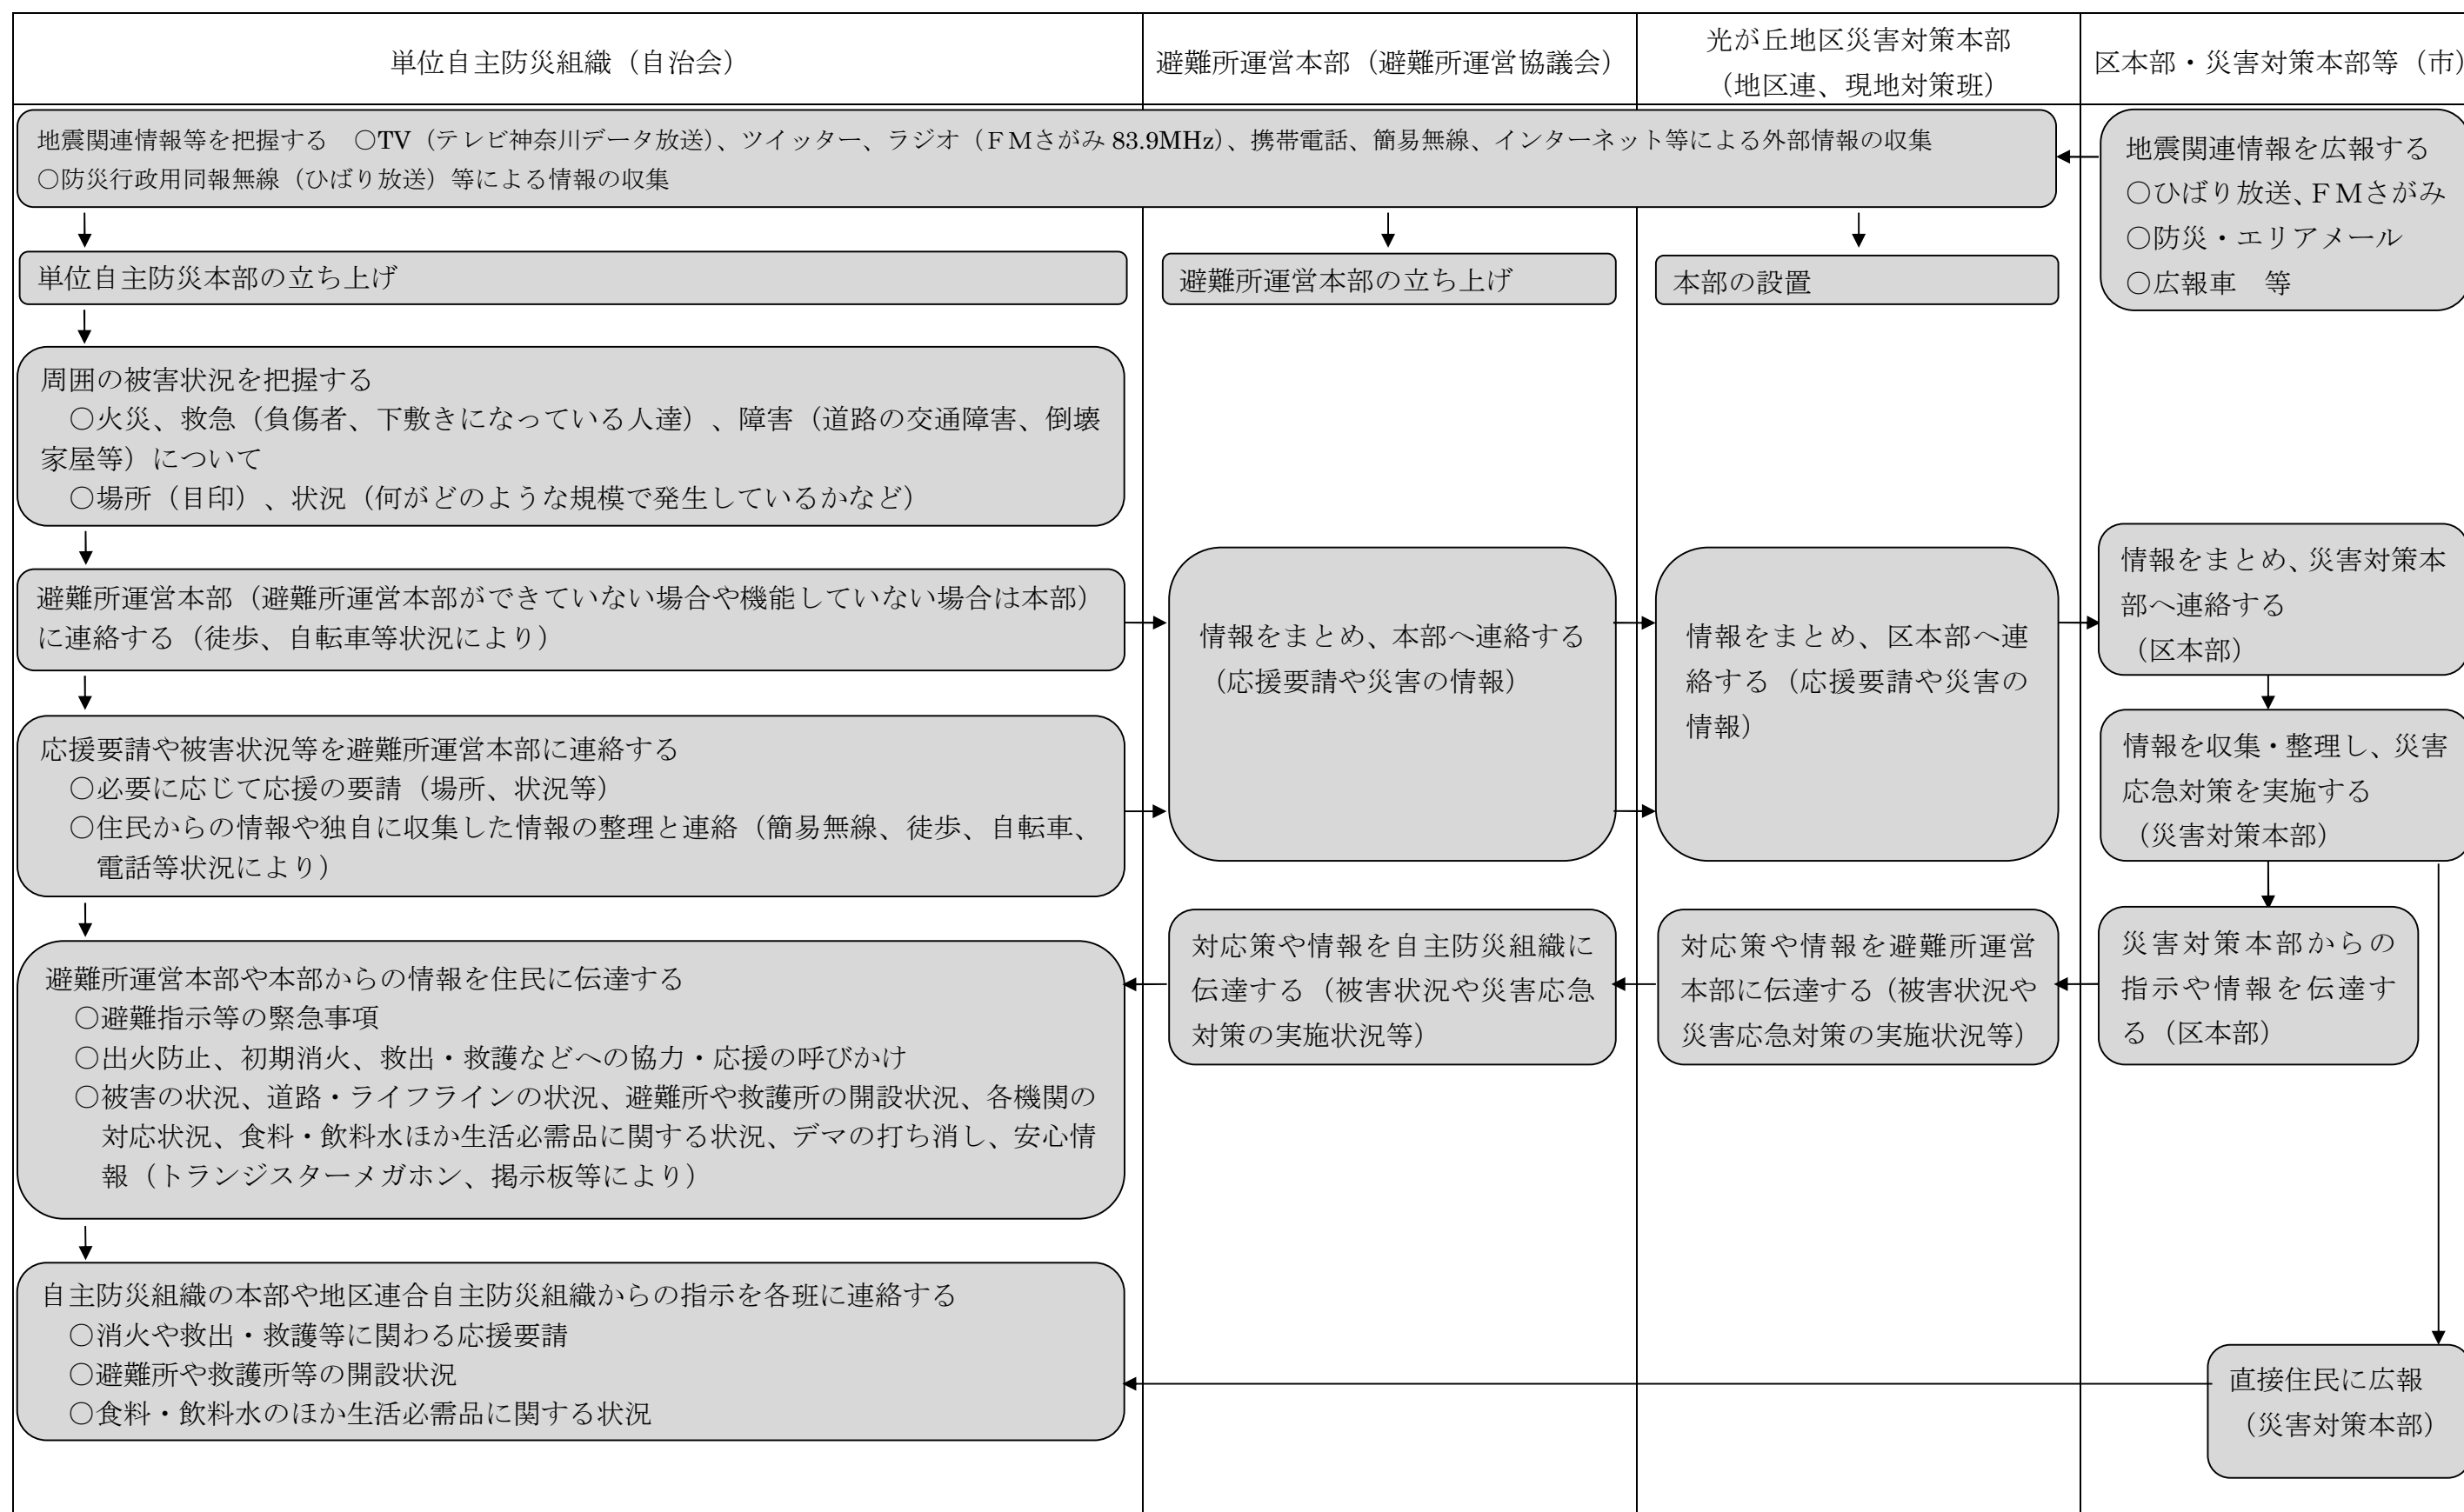 単位自主防災組織（自治会）
避難所運営本部（避難所運営協議会）
光が丘地区災害対策本部
（地区連、現地対策班）
区本部・災害対策本部等（市）
地震関連情報等を把握する　○TV（テレビ神奈川データ放送）、ツイッター、ラジオ（ＦＭさがみ 83.9MHz）、携帯電話、簡易無線、インターネット等による外部情報の収集
○防災行政用同報無線（ひばり放送）等による情報の収集
地震関連情報を広報する
○ひばり放送、ＦＭさがみ
○防災・エリアメール
○広報車　等
単位自主防災本部の立ち上げ
避難所運営本部の立ち上げ
本部の設置
周囲の被害状況を把握する
○火災、救急（負傷者、下敷きになっている人達）、障害（道路の交通障害、倒壊
家屋等）について
○場所（目印）、状況（何がどのような規模で発生しているかなど）
避難所運営本部（避難所運営本部ができていない場合や機能していない場合は本部）
に連絡する（徒歩、自転車等状況により）
情報をまとめ、本部へ連絡する
（応援要請や災害の情報）
情報をまとめ、区本部へ連
絡する（応援要請や災害の
情報）
情報をまとめ、災害対策本
部へ連絡する
（区本部）
応援要請や被害状況等を避難所運営本部に連絡する
○必要に応じて応援の要請（場所、状況等）
○住民からの情報や独自に収集した情報の整理と連絡（簡易無線、徒歩、自転車、
電話等状況により）
情報を収集・整理し、災害
応急対策を実施する
（災害対策本部）
避難所運営本部や本部からの情報を住民に伝達する
○避難指示等の緊急事項
○出火防止、初期消火、救出・救護などへの協力・応援の呼びかけ
○被害の状況、道路・ライフラインの状況、避難所や救護所の開設状況、各機関の
対応状況、食料・飲料水ほか生活必需品に関する状況、デマの打ち消し、安心情
報（トランジスターメガホン、掲示板等により）
対応策や情報を自主防災組織に
伝達する（被害状況や災害応急
対策の実施状況等）
対応策や情報を避難所運営
本部に伝達する（被害状況や
災害応急対策の実施状況等）
災害対策本部からの
指示や情報を伝達す
る（区本部）
自主防災組織の本部や地区連合自主防災組織からの指示を各班に連絡する
○消火や救出・救護等に関わる応援要請
○避難所や救護所等の開設状況
○食料・飲料水のほか生活必需品に関する状況
直接住民に広報
（災害対策本部）